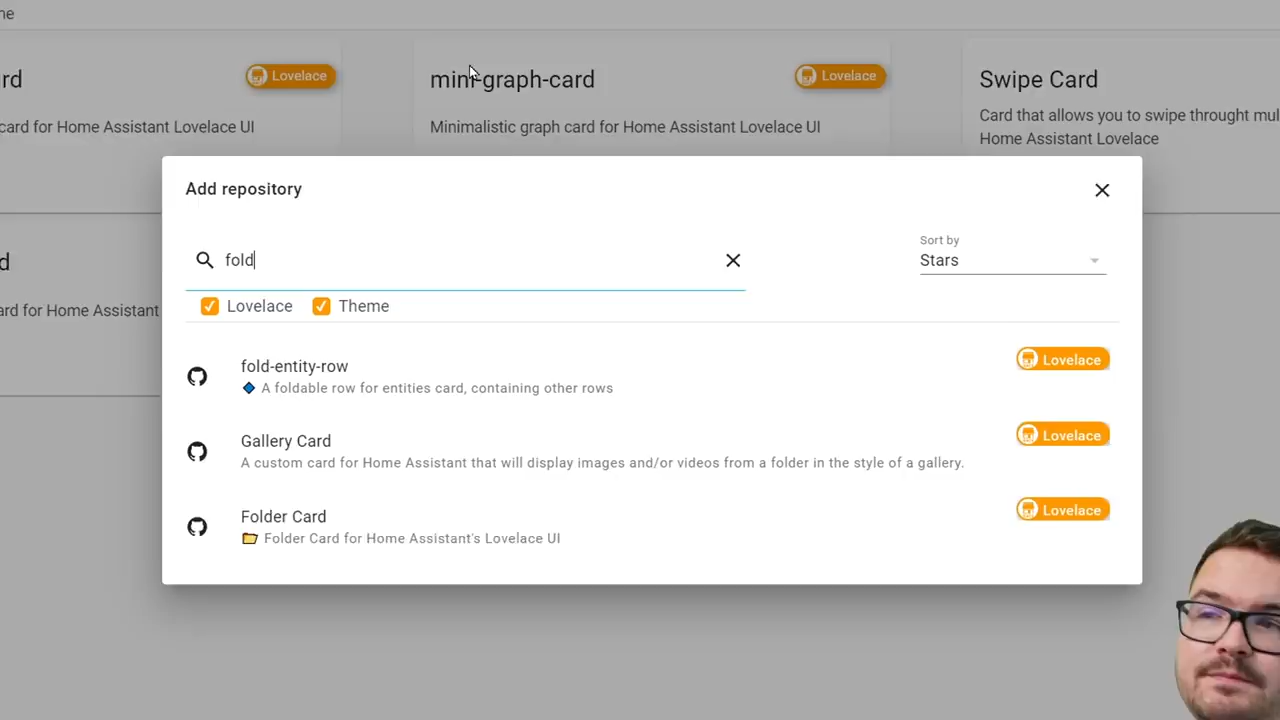 me
rd
Lovelace
mini-graph-card
Lovelace
Swipe Card
card for Home Assistant Lovelace UI
Minimalistic graph card for Home Assistant Lovelace UI
Card that allows you to swipe throught mul
Home Assistant Lovelace
Add repository
fold
Sort by
Stars
d
ard for Home Assistant
Lovelace
Theme
fold-entity-row
A foldable row for entities card, containing other rows
Lovelace
Gallery Card
A custom card for Home Assistant that will display images and/or videos from a folder in the style of a gallery.
Lovelace
Folder Card
Folder Card for Home Assistant's Lovelace UI
Lovelace